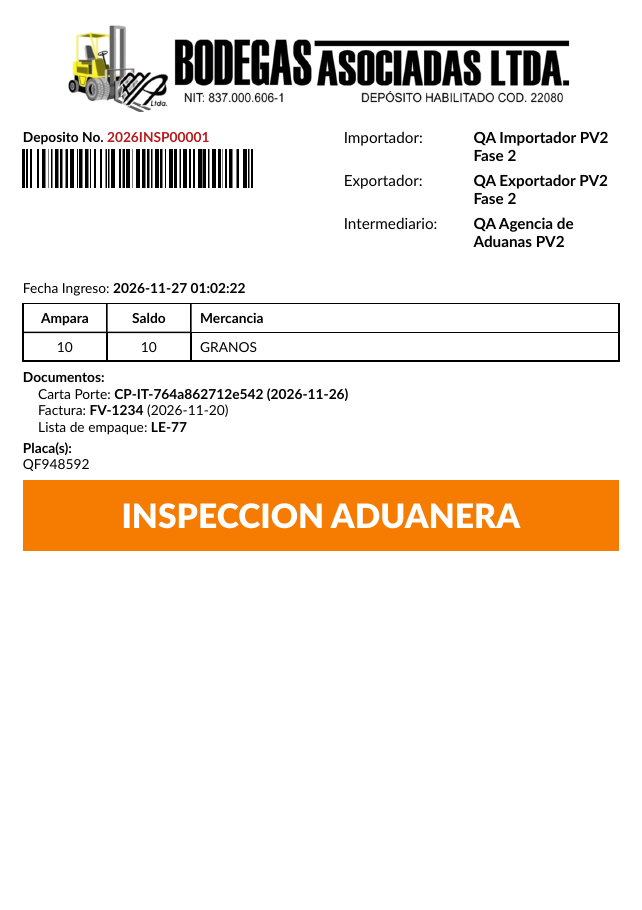 BODEGAS ASOCIADAS LTDA.
Ltda.
NIT: 837.000.606-1 DEPÓSITO HABILITADO COD. 22080
Deposito No. 2026INSP00001
Importador: QA Importador PV2
Fase 2
Exportador: QA Exportador PV2
Fase 2
Intermediario: QA Agencia de
Aduanas PV2
Fecha Ingreso: 2026-11-27 01:02:22
Ampara Saldo Mercancia
10 10 GRANOS
Documentos:
Carta Porte: CP-IT-764a862712e542 (2026-11-26)
Factura: FV-1234 (2026-11-20)
Lista de empaque: LE-77
Placa(s):
QF948592
INSPECCION ADUANERA